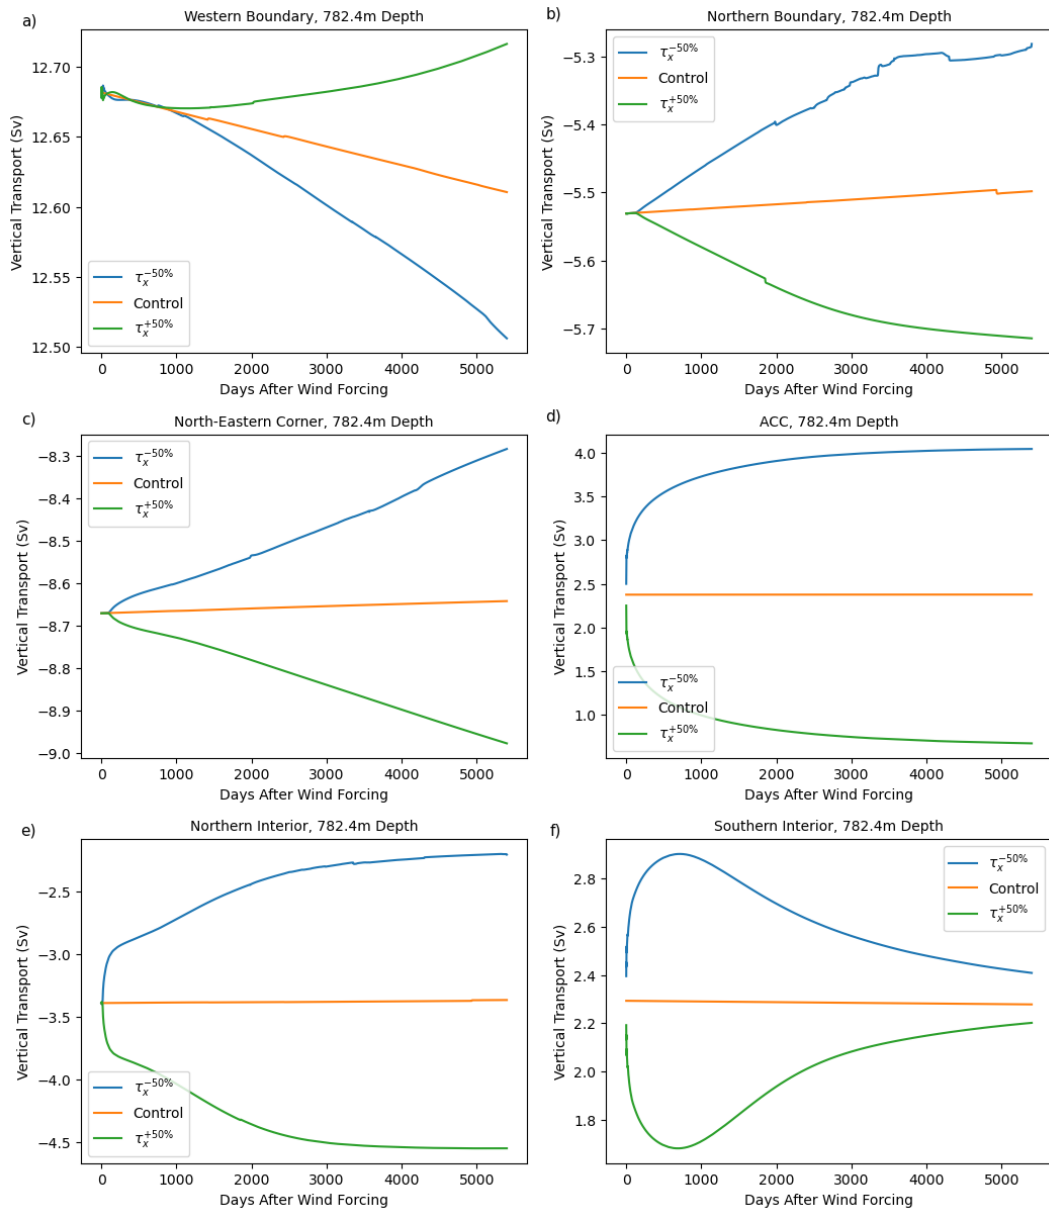 a)
Western Boundary, 782.4m Depth
Vertical Transport (Sv)
12.70
12.65
12.60
12.55
12.50
τₓ⁻⁵⁰%
Control
τₓ⁺⁵⁰%
0 1000 2000 3000 4000 5000
Days After Wind Forcing
b)
Northern Boundary, 782.4m Depth
Vertical Transport (Sv)
−5.3
−5.4
−5.5
−5.6
−5.7
τₓ⁻⁵⁰%
Control
τₓ⁺⁵⁰%
0 1000 2000 3000 4000 5000
Days After Wind Forcing
c)
North-Eastern Corner, 782.4m Depth
Vertical Transport (Sv)
−8.3
−8.4
−8.5
−8.6
−8.7
−8.8
−8.9
−9.0
τₓ⁻⁵⁰%
Control
τₓ⁺⁵⁰%
0 1000 2000 3000 4000 5000
Days After Wind Forcing
d)
ACC, 782.4m Depth
Vertical Transport (Sv)
4.0
3.5
3.0
2.5
2.0
1.5
1.0
τₓ⁻⁵⁰%
Control
τₓ⁺⁵⁰%
0 1000 2000 3000 4000 5000
Days After Wind Forcing
e)
Northern Interior, 782.4m Depth
Vertical Transport (Sv)
−2.5
−3.0
−3.5
−4.0
−4.5
τₓ⁻⁵⁰%
Control
τₓ⁺⁵⁰%
0 1000 2000 3000 4000 5000
Days After Wind Forcing
f)
Southern Interior, 782.4m Depth
Vertical Transport (Sv)
2.8
2.6
2.4
2.2
2.0
1.8
τₓ⁻⁵⁰%
Control
τₓ⁺⁵⁰%
0 1000 2000 3000 4000 5000
Days After Wind Forcing